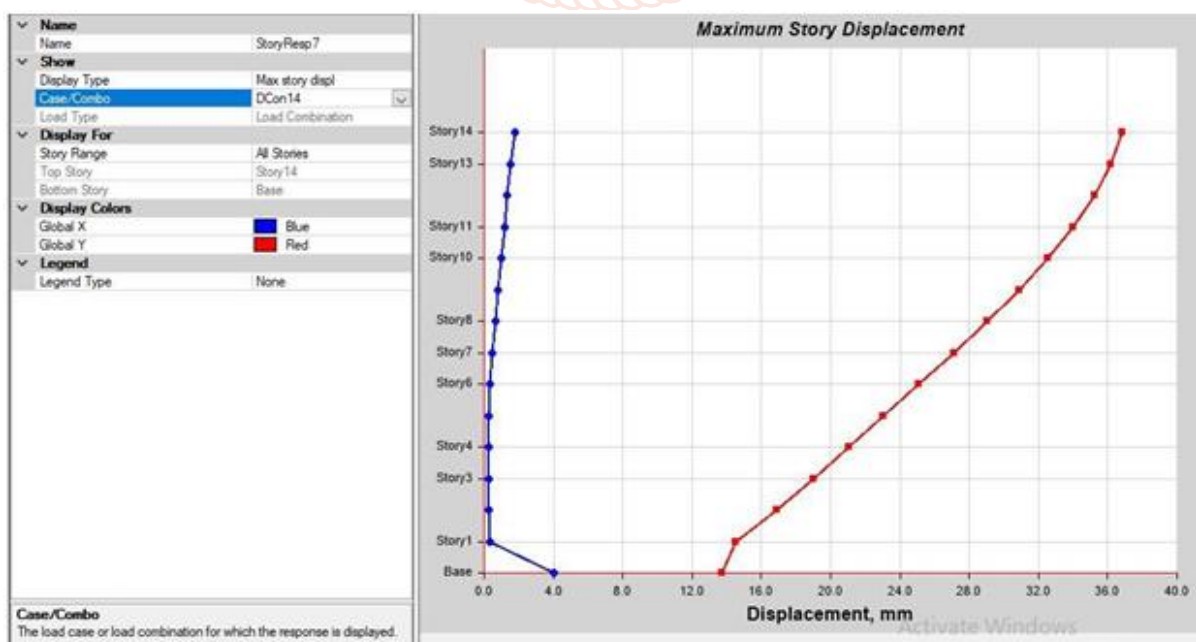 Name
Name StoryResp7
Show
Display Type Max story displ
Case/Combo DCon14
Load Type Load Combination
Display For
Story Range All Stories
Top Story Story14
Bottom Story Base
Display Colors
Global X Blue
Global Y Red
Legend
Legend Type None
Case/Combo
The load case or load combination for which the response is displayed.
Maximum Story Displacement
Story14
Story13
Story11
Story10
Story8
Story7
Story6
Story4
Story3
Story1
Base
0.0 4.0 8.0 12.0 16.0 20.0 24.0 28.0 32.0 36.0 40.0
Displacement, mm
Activate Windows